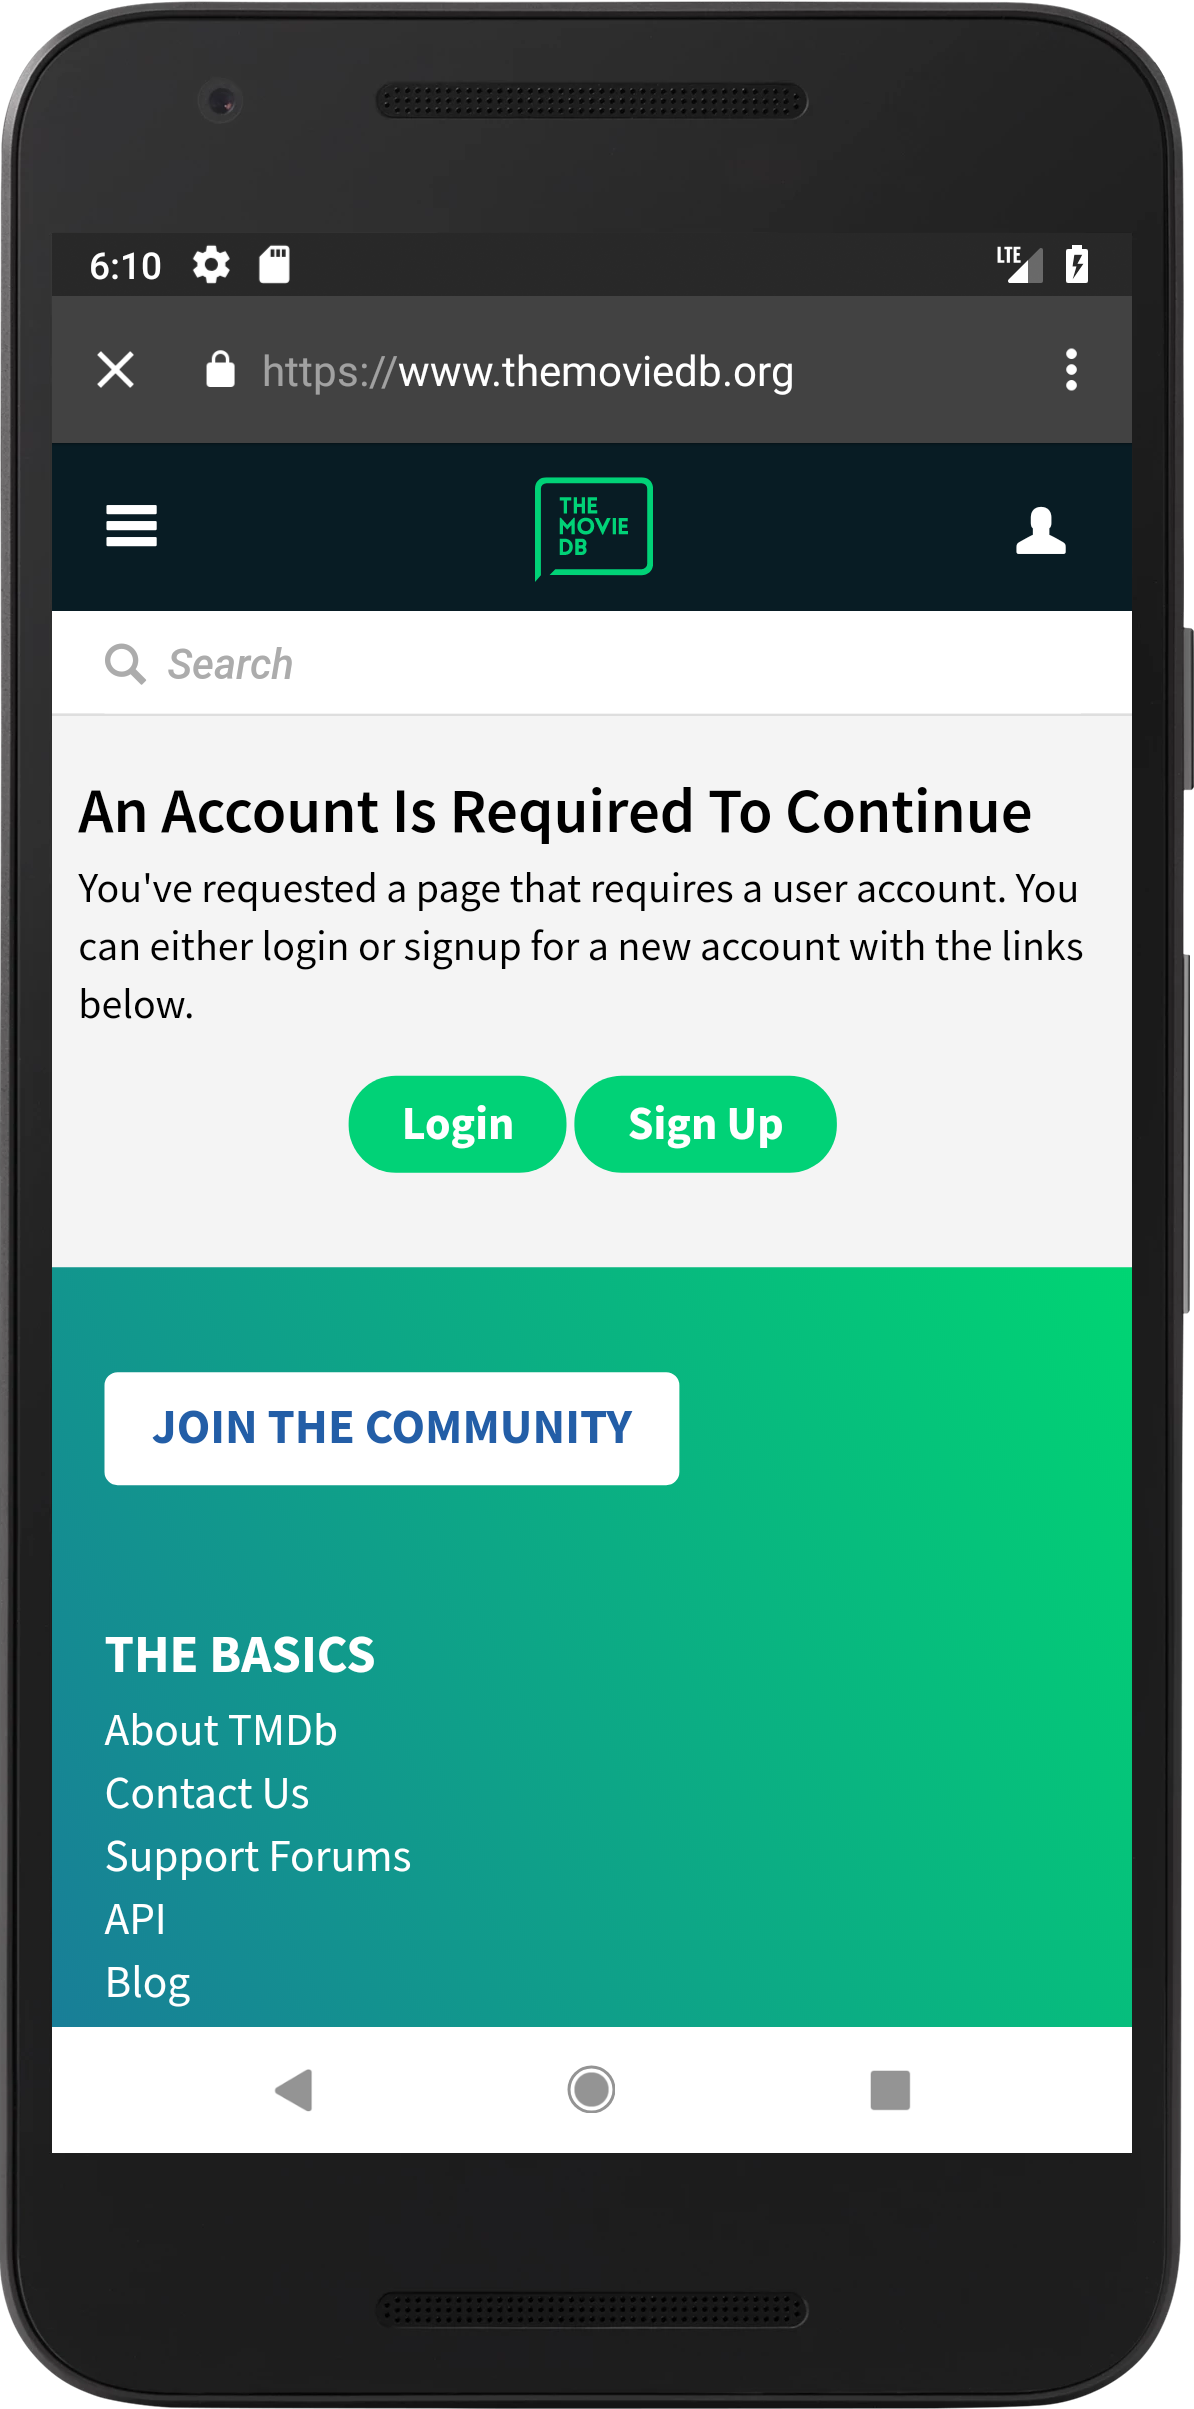 6:10
LTE
https://www.themoviedb.org
THE
MOVIE
DB
Search
An Account Is Required To Continue
You've requested a page that requires a user account. You
can either login or signup for a new account with the links
below.
Login Sign Up
JOIN THE COMMUNITY
THE BASICS
About TMDb
Contact Us
Support Forums
API
Blog